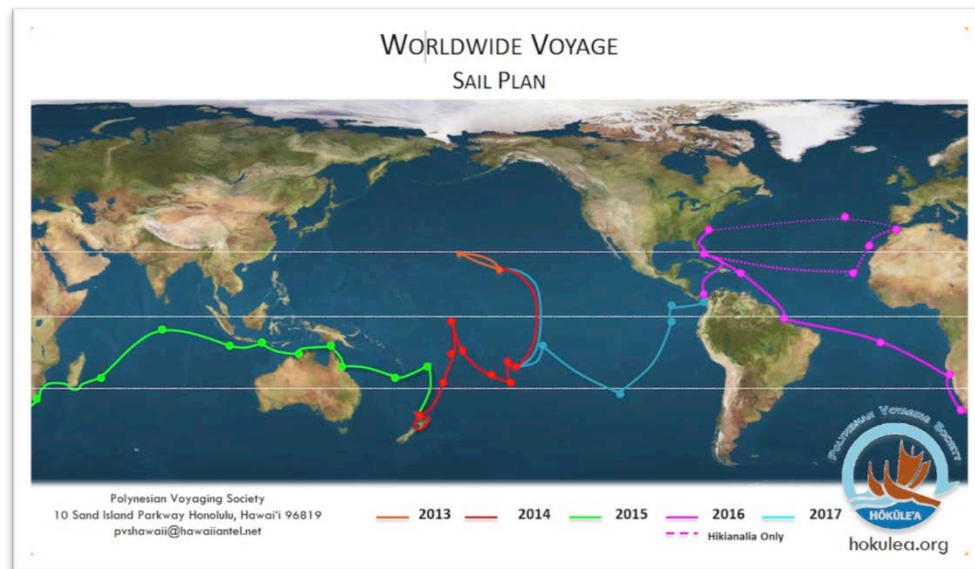 WORLDWIDE VOYAGE
SAIL PLAN
POLYNESIAN VOYAGING SOCIETY
HŌKŪLE'A
hokulea.org
Polynesian Voyaging Society
10 Sand Island Parkway Honolulu, Hawai'i 96819
pvshawaii@hawaiiantel.net
2013 2014 2015 2016 2017
Hikianalia Only